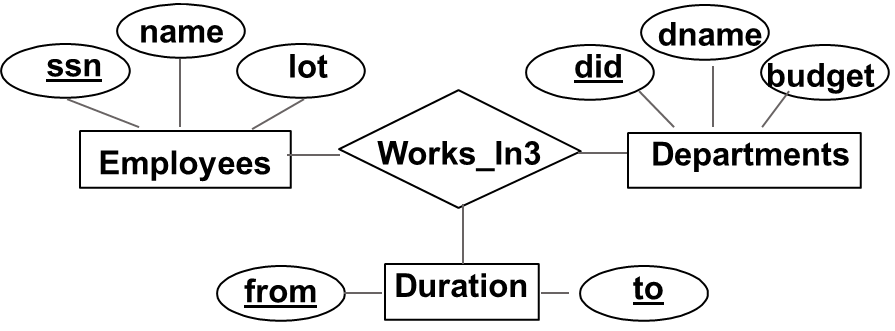 name
dname
ssn
lot
did
budget
Employees
Works_In3
Departments
from
Duration
to